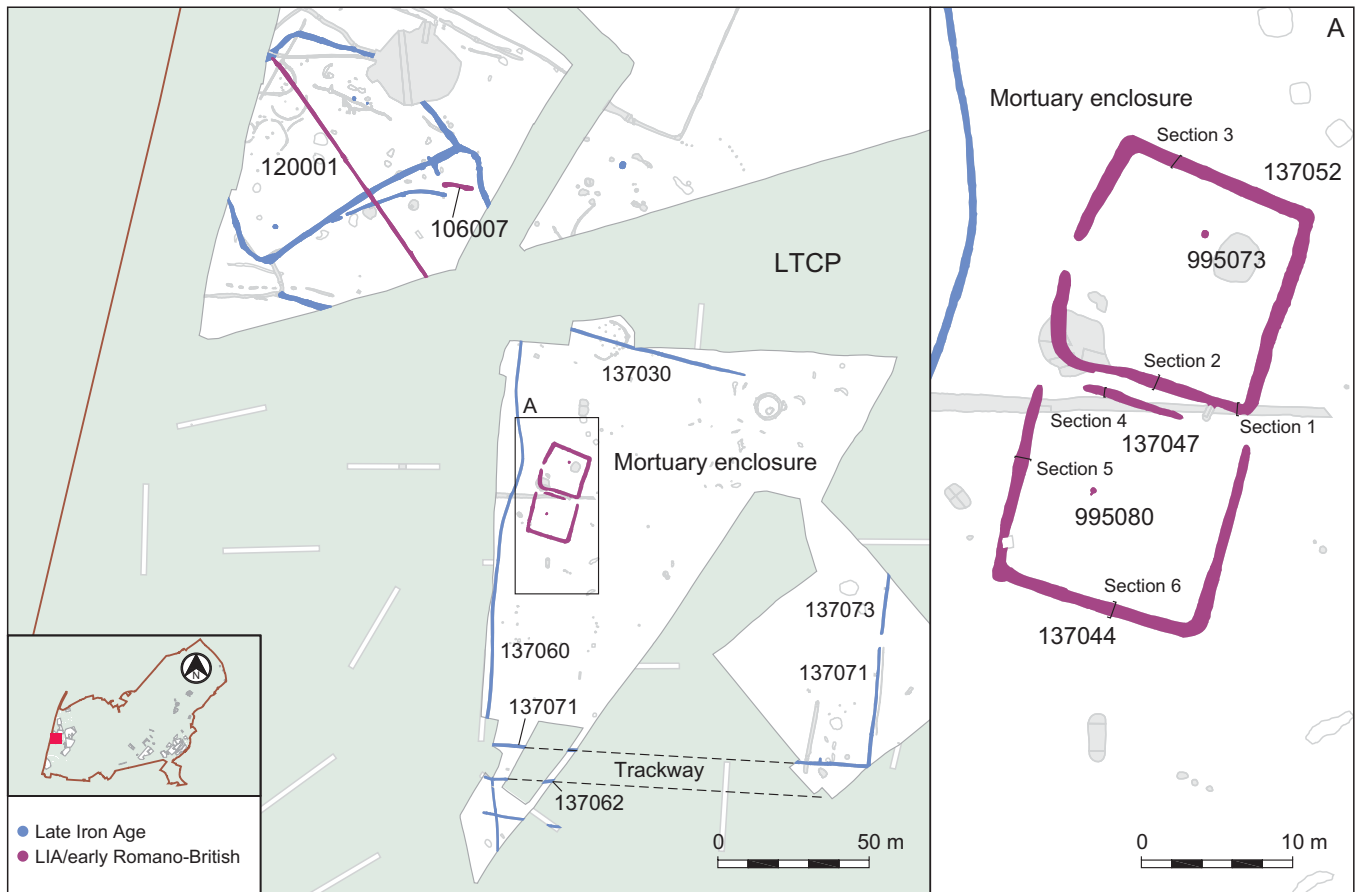 120001
106007
LTCP
137030
A
Mortuary enclosure
137073
137060
137071
137071
Trackway
137062
N
Late Iron Age
LIA/early Romano-British
0
50 m
A
Mortuary enclosure
Section 3
137052
995073
Section 2
Section 4
137047
Section 1
Section 5
995080
Section 6
137044
0
10 m